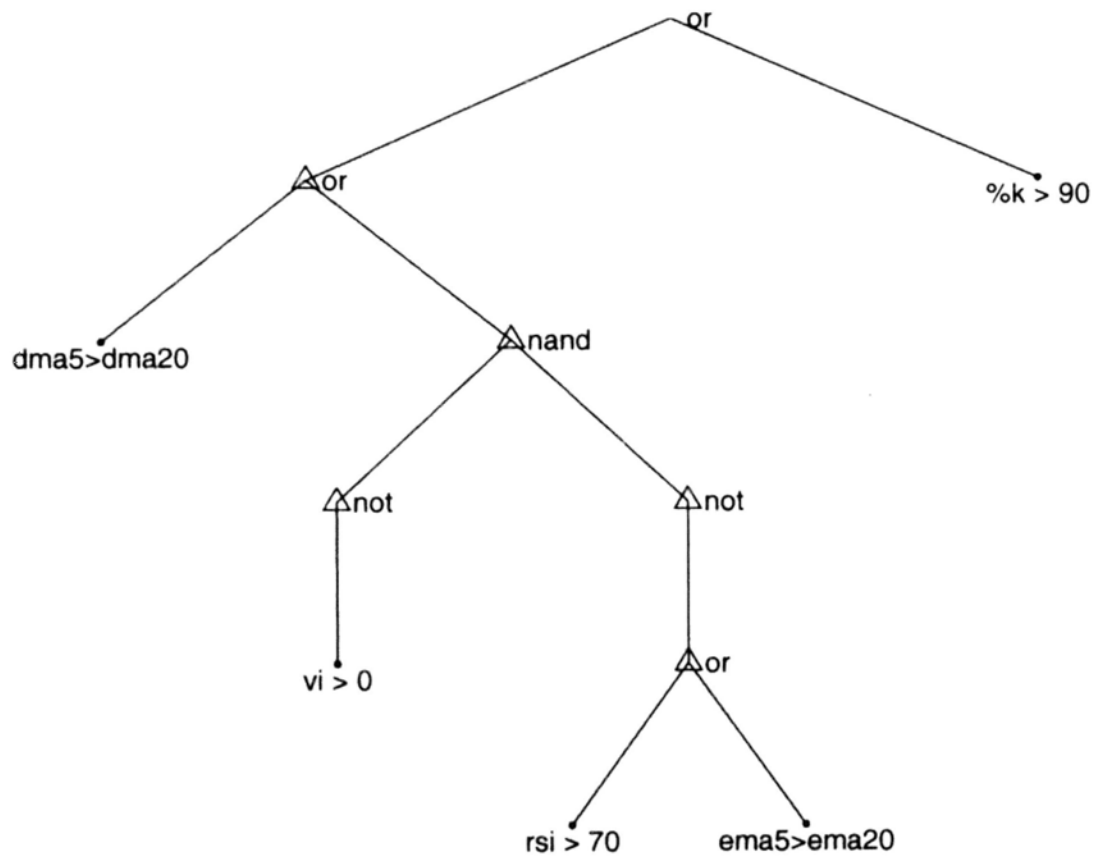 or
or
%k > 90
dma5>dma20
nand
not
not
vi > 0
or
rsi > 70
ema5>ema20